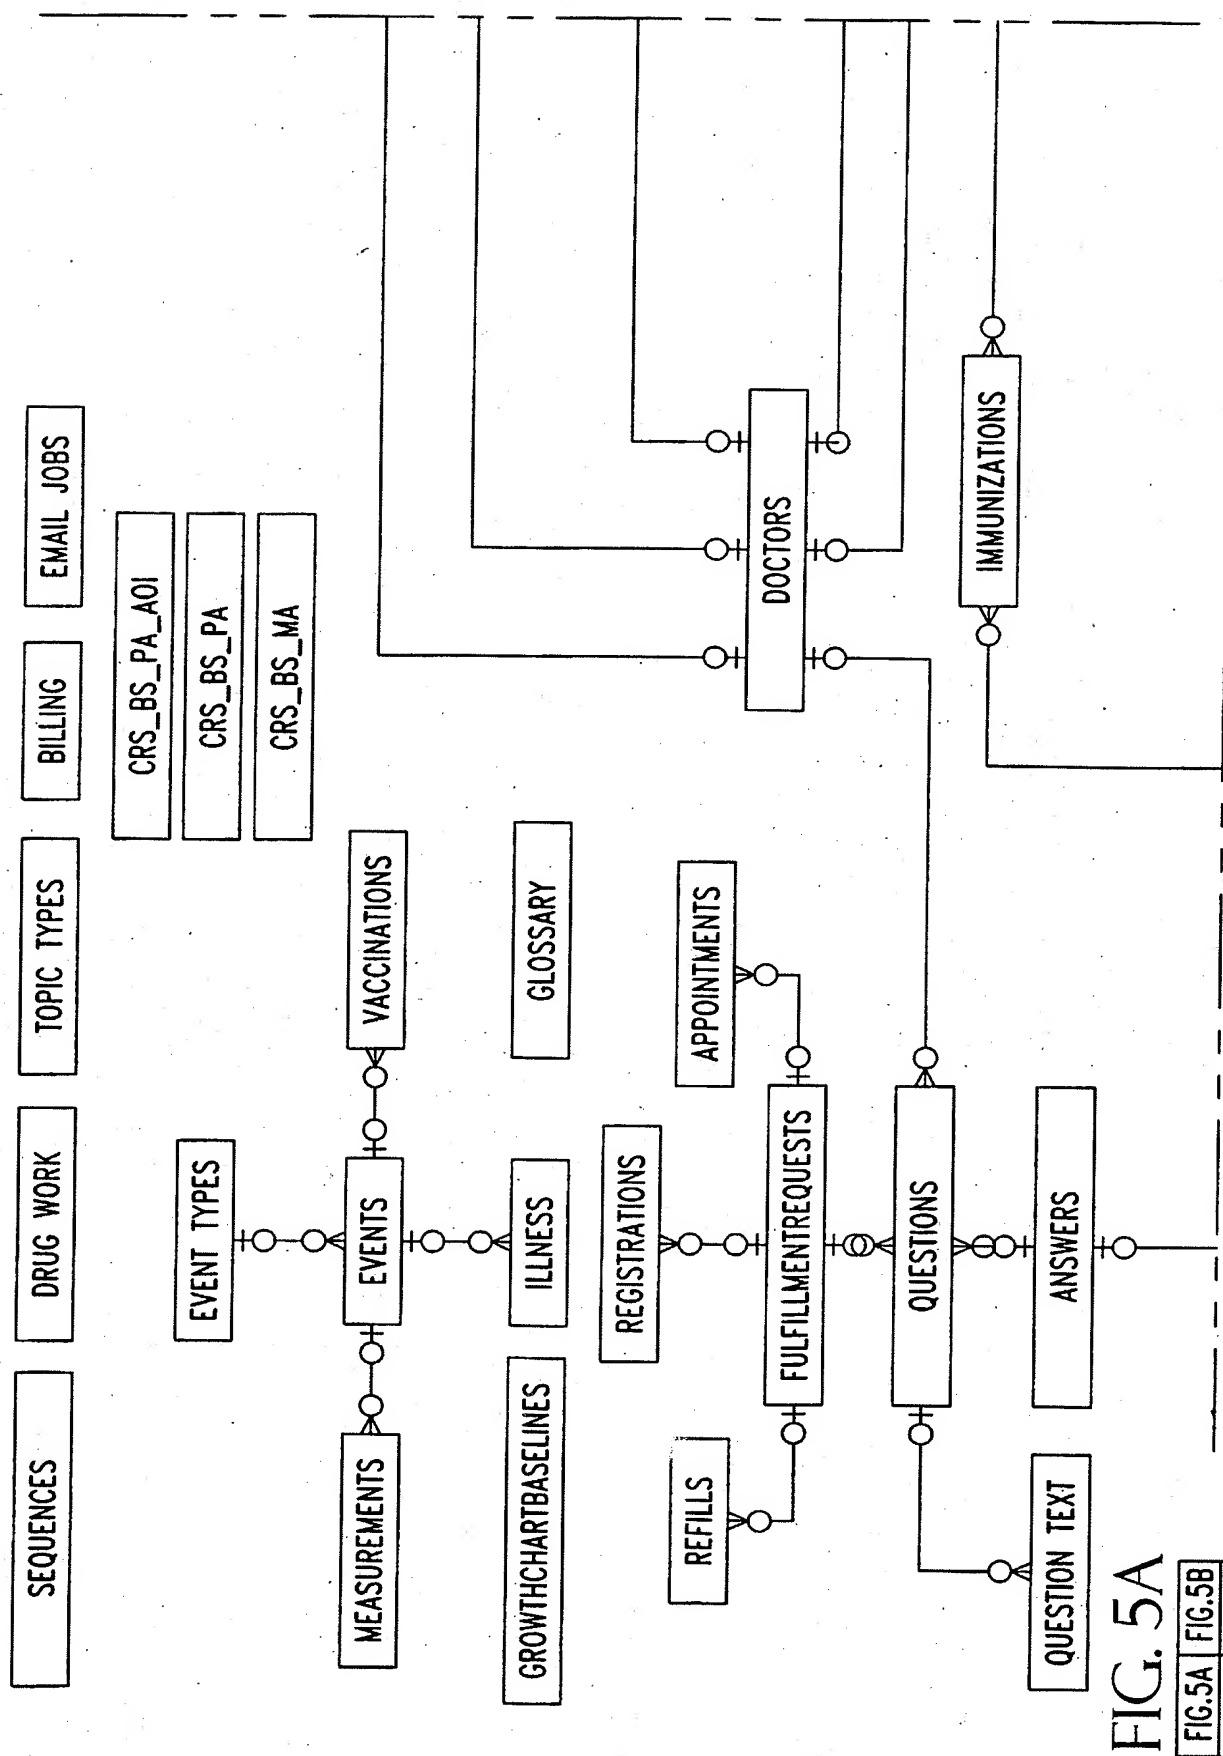 SEQUENCES
DRUG WORK
TOPIC TYPES
BILLING
EMAIL JOBS
CRS_BS_PA_AOI
CRS_BS_PA
CRS_BS_MA
EVENT TYPES
MEASUREMENTS
EVENTS
VACCINATIONS
GROWTHCHARTBASELINES
ILLNESS
GLOSSARY
REGISTRATIONS
REFILLS
APPOINTMENTS
FULFILLMENTREQUESTS
DOCTORS
QUESTIONS
IMMUNIZATIONS
QUESTION TEXT
ANSWERS
FIG. 5A
FIG.5A FIG.5B